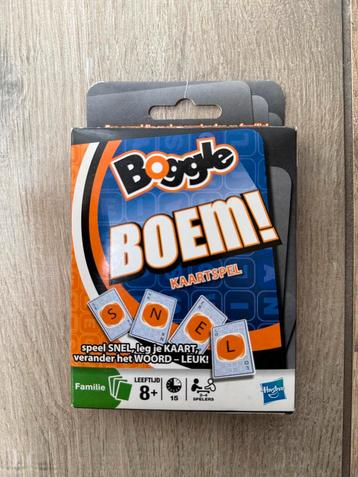 Boggle
BOEM!
KAARTSPEL
S N E L
speel SNEL, leg je KAART,
verander het WOORD – LEUK!
Familie
LEEFTIJD
8+
15
2-4
SPELERS
Hasbro